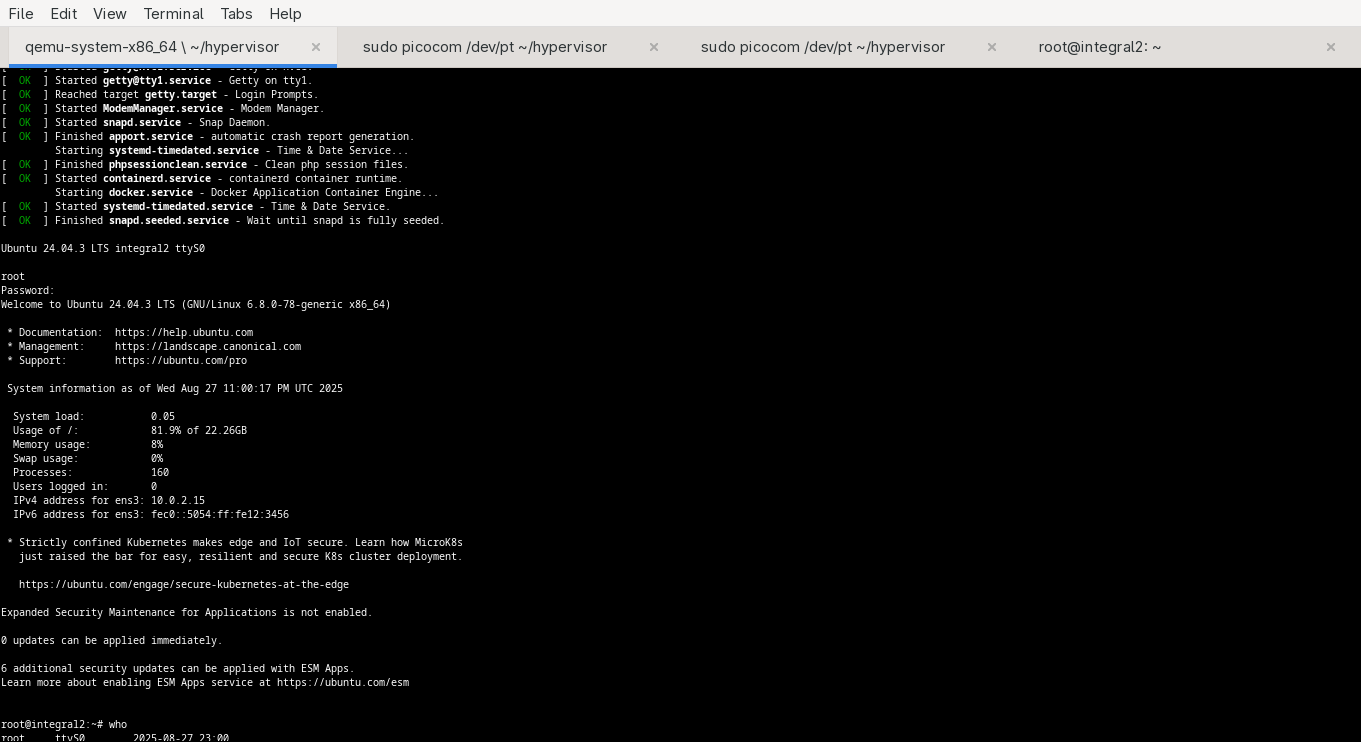 File Edit View Terminal Tabs Help
qemu-system-x86_64 \ ~/hypervisor × sudo picocom /dev/pt ~/hypervisor × sudo picocom /dev/pt ~/hypervisor × root@integral2: ~ ×
[  OK  ] Started getty@tty1.service - Getty on tty1.
[  OK  ] Reached target getty.target - Login Prompts.
[  OK  ] Started ModemManager.service - Modem Manager.
[  OK  ] Started snapd.service - Snap Daemon.
[  OK  ] Finished apport.service - automatic crash report generation.
         Starting systemd-timedated.service - Time & Date Service...
[  OK  ] Finished phpsessionclean.service - Clean php session files.
[  OK  ] Started containerd.service - containerd container runtime.
         Starting docker.service - Docker Application Container Engine...
[  OK  ] Started systemd-timedated.service - Time & Date Service.
[  OK  ] Finished snapd.seeded.service - Wait until snapd is fully seeded.
Ubuntu 24.04.3 LTS integral2 ttyS0
root
Password:
Welcome to Ubuntu 24.04.3 LTS (GNU/Linux 6.8.0-78-generic x86_64)
 * Documentation:  https://help.ubuntu.com
 * Management:     https://landscape.canonical.com
 * Support:        https://ubuntu.com/pro
 System information as of Wed Aug 27 11:00:17 PM UTC 2025
  System load:           0.05
  Usage of /:            81.9% of 22.26GB
  Memory usage:          8%
  Swap usage:            0%
  Processes:             160
  Users logged in:       0
  IPv4 address for ens3: 10.0.2.15
  IPv6 address for ens3: fec0::5054:ff:fe12:3456
 * Strictly confined Kubernetes makes edge and IoT secure. Learn how MicroK8s
   just raised the bar for easy, resilient and secure K8s cluster deployment.
   https://ubuntu.com/engage/secure-kubernetes-at-the-edge
Expanded Security Maintenance for Applications is not enabled.
0 updates can be applied immediately.
6 additional security updates can be applied with ESM Apps.
Learn more about enabling ESM Apps service at https://ubuntu.com/esm
root@integral2:~# who
root     ttyS0        2025-08-27 23:00